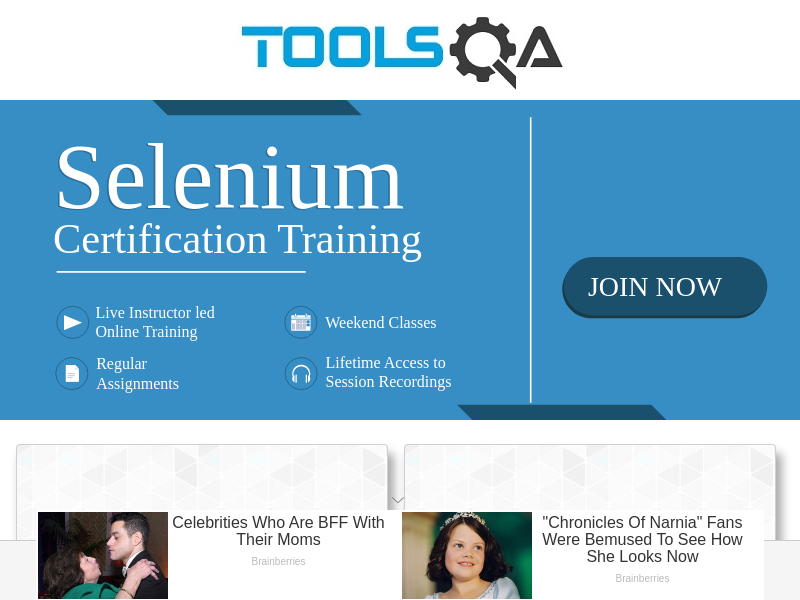 TOOLSQA
Selenium
Certification Training
JOIN NOW
Live Instructor led
Online Training
Weekend Classes
Regular
Assignments
Lifetime Access to
Session Recordings
Celebrities Who Are BFF With
Their Moms
Brainberries
"Chronicles Of Narnia" Fans
Were Bemused To See How
She Looks Now
Brainberries